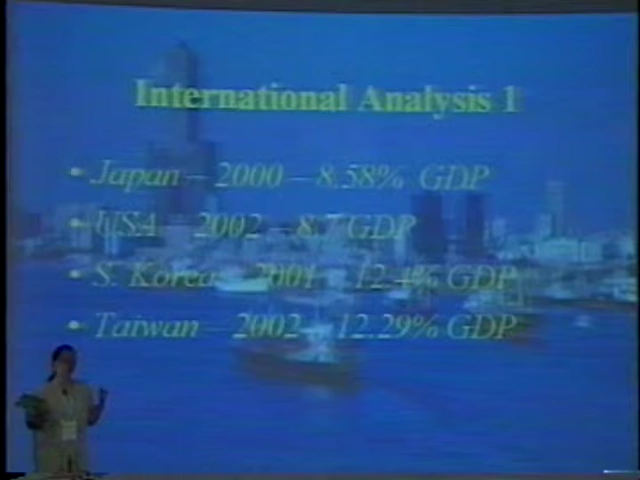 International Analysis 1
• Japan – 2000 – 8.58% GDP
• USA – 2002 – 8.7 GDP
• S. Korea – 2001 – 12.4% GDP
• Taiwan – 2002 – 12.29% GDP